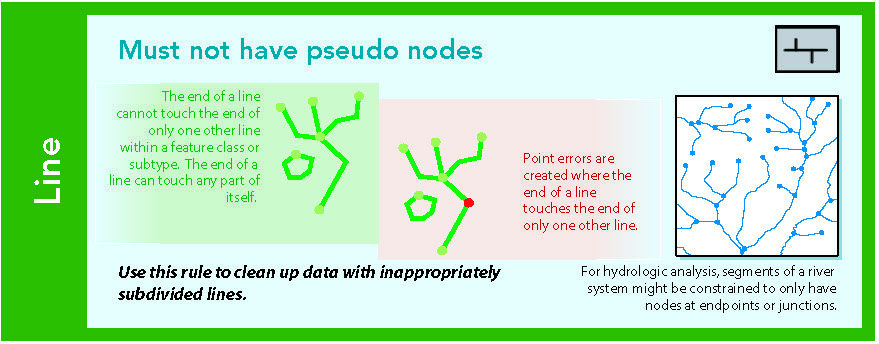 Line
Must not have pseudo nodes
The end of a line
cannot touch the end of
only one other line
within a feature class or
subtype. The end of a
line can touch any part of
itself.
Point errors are
created where the
end of a line
touches the end of
only one other line.
Use this rule to clean up data with inappropriately
subdivided lines.
For hydrologic analysis, segments of a river
system might be constrained to only have
nodes at endpoints or junctions.